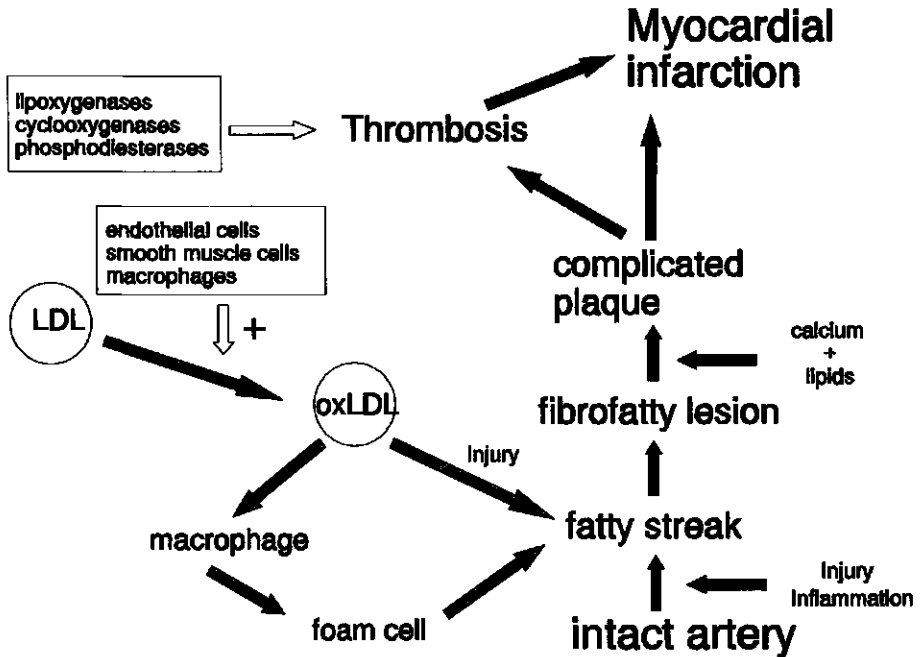 Myocardial
infarction
lipoxygenases
cyclooxygenases
phosphodiesterases
Thrombosis
endothelial cells
smooth muscle cells
macrophages
complicated
plaque
LDL
+
calcium
+
lipids
oxLDL
fibrofatty lesion
Injury
fatty streak
macrophage
Injury
Inflammation
foam cell
intact artery